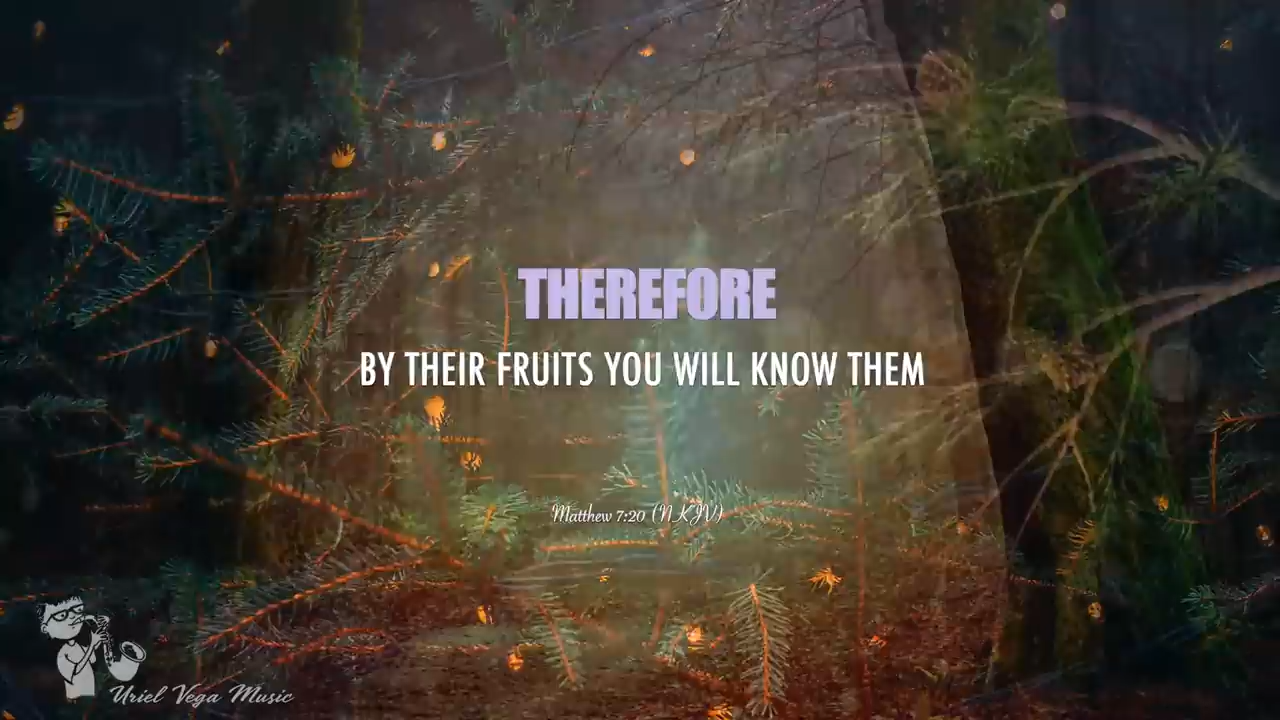 THEREFORE
BY THEIR FRUITS YOU WILL KNOW THEM
Matthew 7:20 (NKJV)
Uriel Vega Music